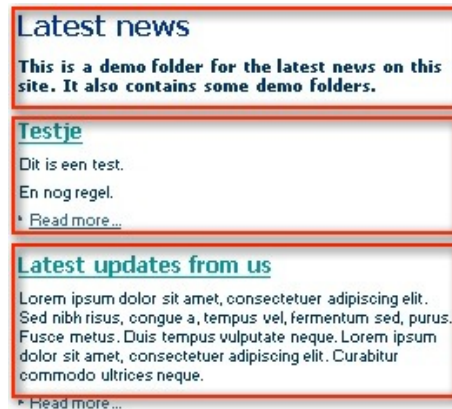 Latest news
This is a demo folder for the latest news on this
site. It also contains some demo folders.
Testje
Dit is een test.
En nog regel.
Read more...
Latest updates from us
Lorem ipsum dolor sit amet, consectetuer adipiscing elit.
Sed nibh risus, congue a, tempus vel, fermentum sed, purus.
Fusce metus. Duis tempus vulputate neque. Lorem ipsum
dolor sit amet, consectetuer adipiscing elit. Curabitur
commodo ultrices neque.
Read more...